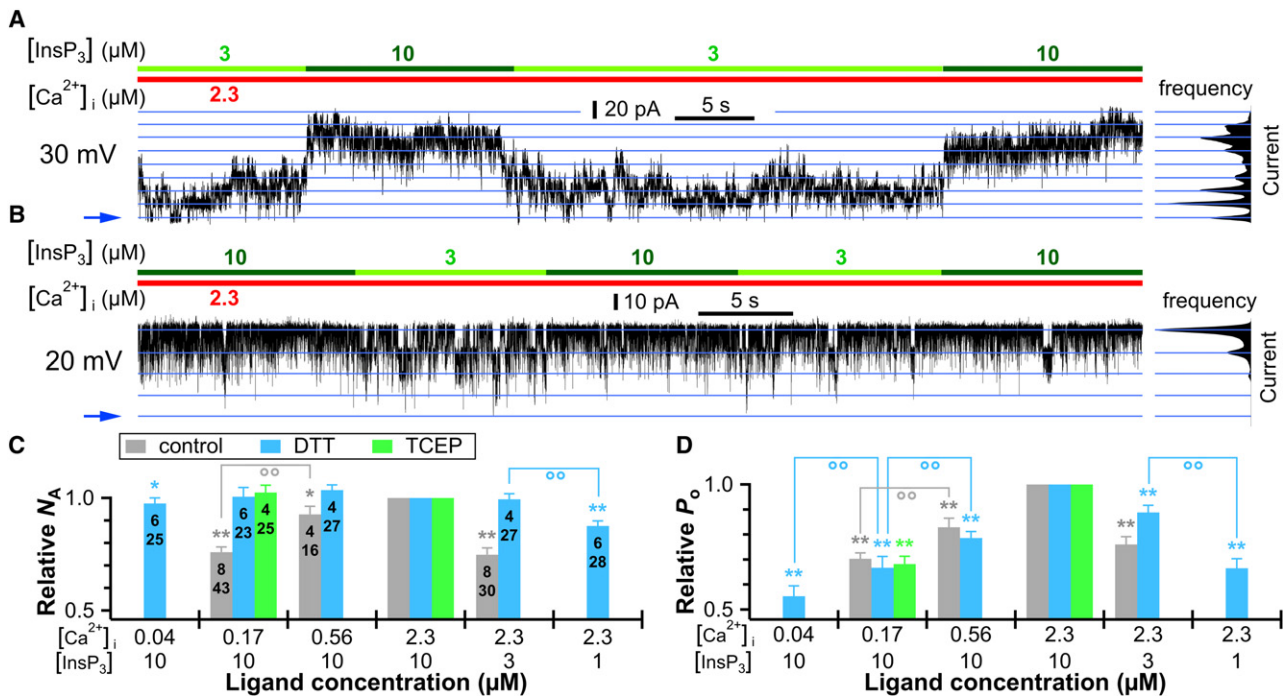 A
[InsP3] (μM)
3 10 3 10
[Ca2+]i (μM)
2.3
20 pA 5 s
frequency
30 mV
Current
B
[InsP3] (μM)
10 3 10 3 10
[Ca2+]i (μM)
2.3
10 pA 5 s
frequency
20 mV
Current
C
control DTT TCEP
Relative NA
1.0
0.5
* ** ∘∘ * ** ∘∘ **
6 25
8 43
6 23
4 25
4 16
4 27
8 30
4 27
6 28
[Ca2+]i 0.04 0.17 0.56 2.3 2.3 2.3
[InsP3] 10 10 10 10 3 1
Ligand concentration (μM)
D
Relative Po
1.0
0.5
∘∘ ∘∘ ∘∘ ∘∘
** ** ** ** ** ** ** ** **
[Ca2+]i 0.04 0.17 0.56 2.3 2.3 2.3
[InsP3] 10 10 10 10 3 1
Ligand concentration (μM)